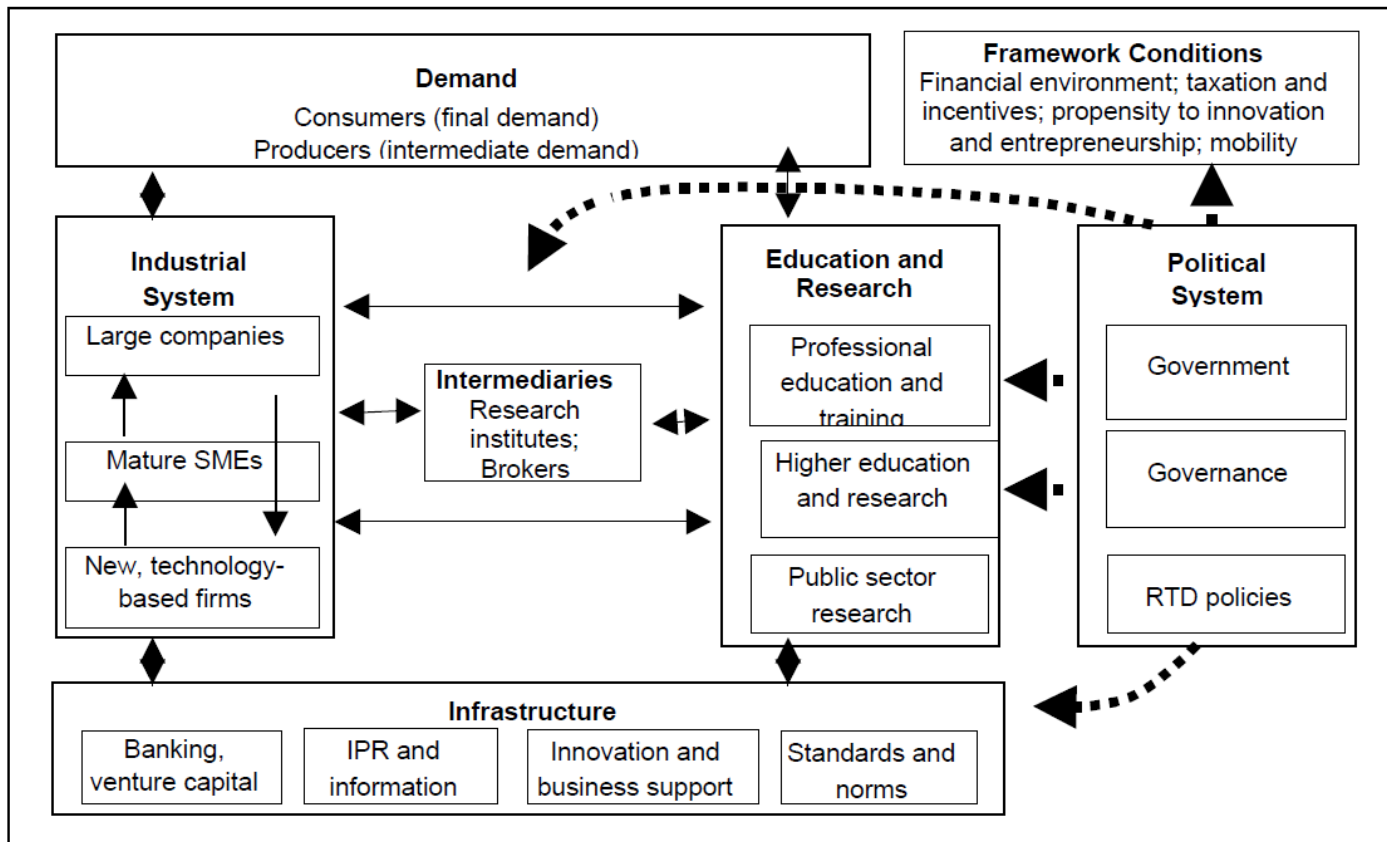 Demand
Consumers (final demand)
Producers (intermediate demand)
Framework Conditions
Financial environment; taxation and
incentives; propensity to innovation
and entrepreneurship; mobility
Industrial
System
Large companies
Mature SMEs
New, technology-
based firms
Intermediaries
Research
institutes;
Brokers
Education and
Research
Professional
education and
training
Higher education
and research
Public sector
research
Political
System
Government
Governance
RTD policies
Infrastructure
Banking,
venture capital
IPR and
information
Innovation and
business support
Standards and
norms